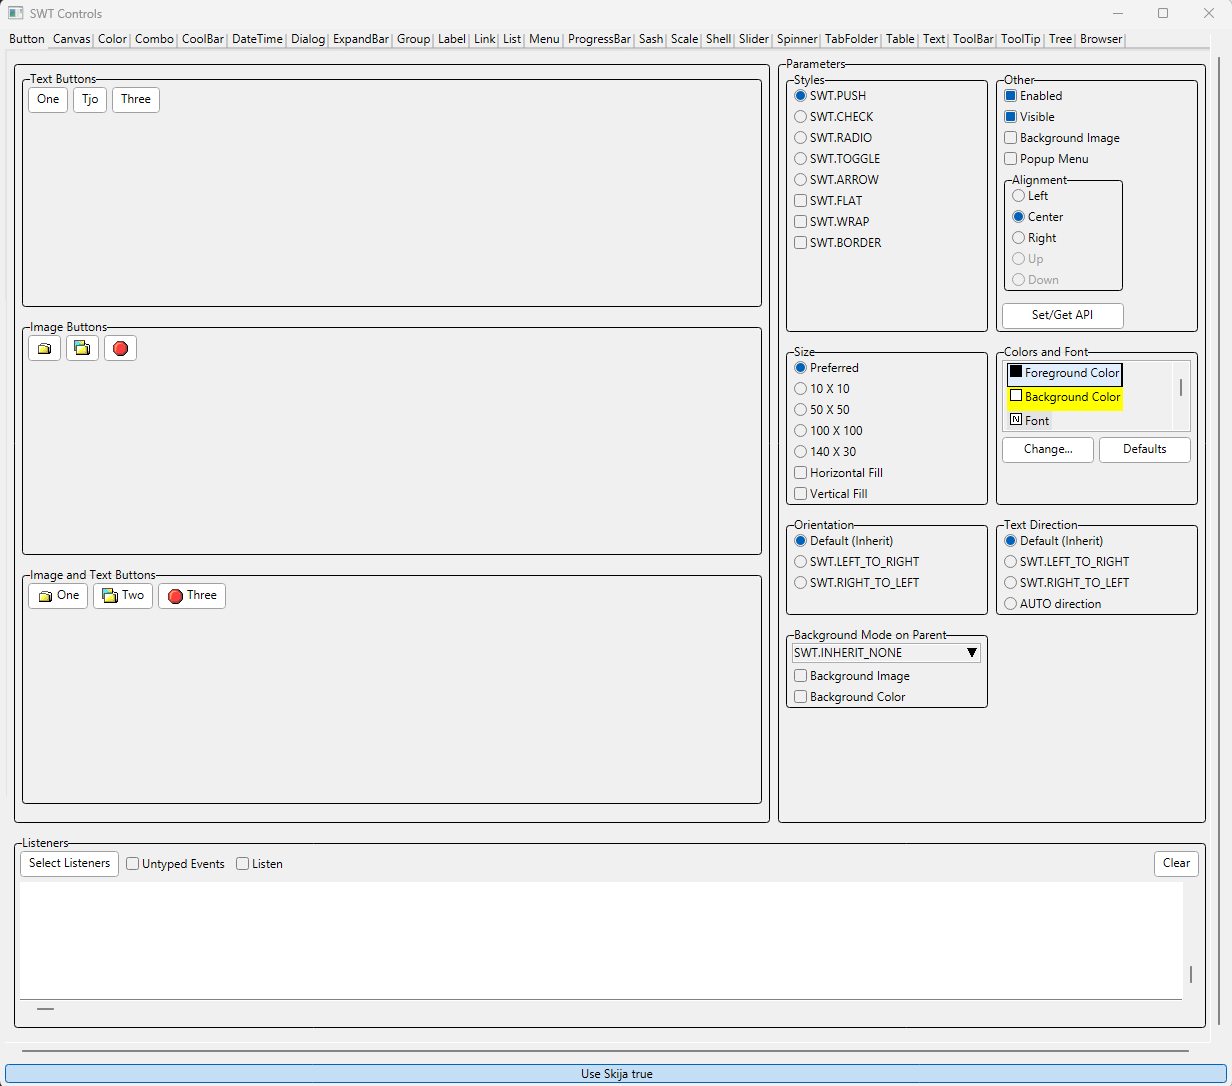 SWT Controls
Button Canvas Color Combo CoolBar DateTime Dialog ExpandBar Group Label Link List Menu ProgressBar Sash Scale Shell Slider Spinner TabFolder Table Text ToolBar ToolTip Tree Browser
Text Buttons
One Tjo Three
Image Buttons
Image and Text Buttons
One Two Three
Parameters
Styles
SWT.PUSH
SWT.CHECK
SWT.RADIO
SWT.TOGGLE
SWT.ARROW
SWT.FLAT
SWT.WRAP
SWT.BORDER
Other
Enabled
Visible
Background Image
Popup Menu
Alignment
Left
Center
Right
Up
Down
Set/Get API
Size
Preferred
10 X 10
50 X 50
100 X 100
140 X 30
Horizontal Fill
Vertical Fill
Colors and Font
Foreground Color
Background Color
N Font
Change... Defaults
Orientation
Default (Inherit)
SWT.LEFT_TO_RIGHT
SWT.RIGHT_TO_LEFT
Text Direction
Default (Inherit)
SWT.LEFT_TO_RIGHT
SWT.RIGHT_TO_LEFT
AUTO direction
Background Mode on Parent
SWT.INHERIT_NONE
Background Image
Background Color
Listeners
Select Listeners Untyped Events Listen Clear
Use Skija true